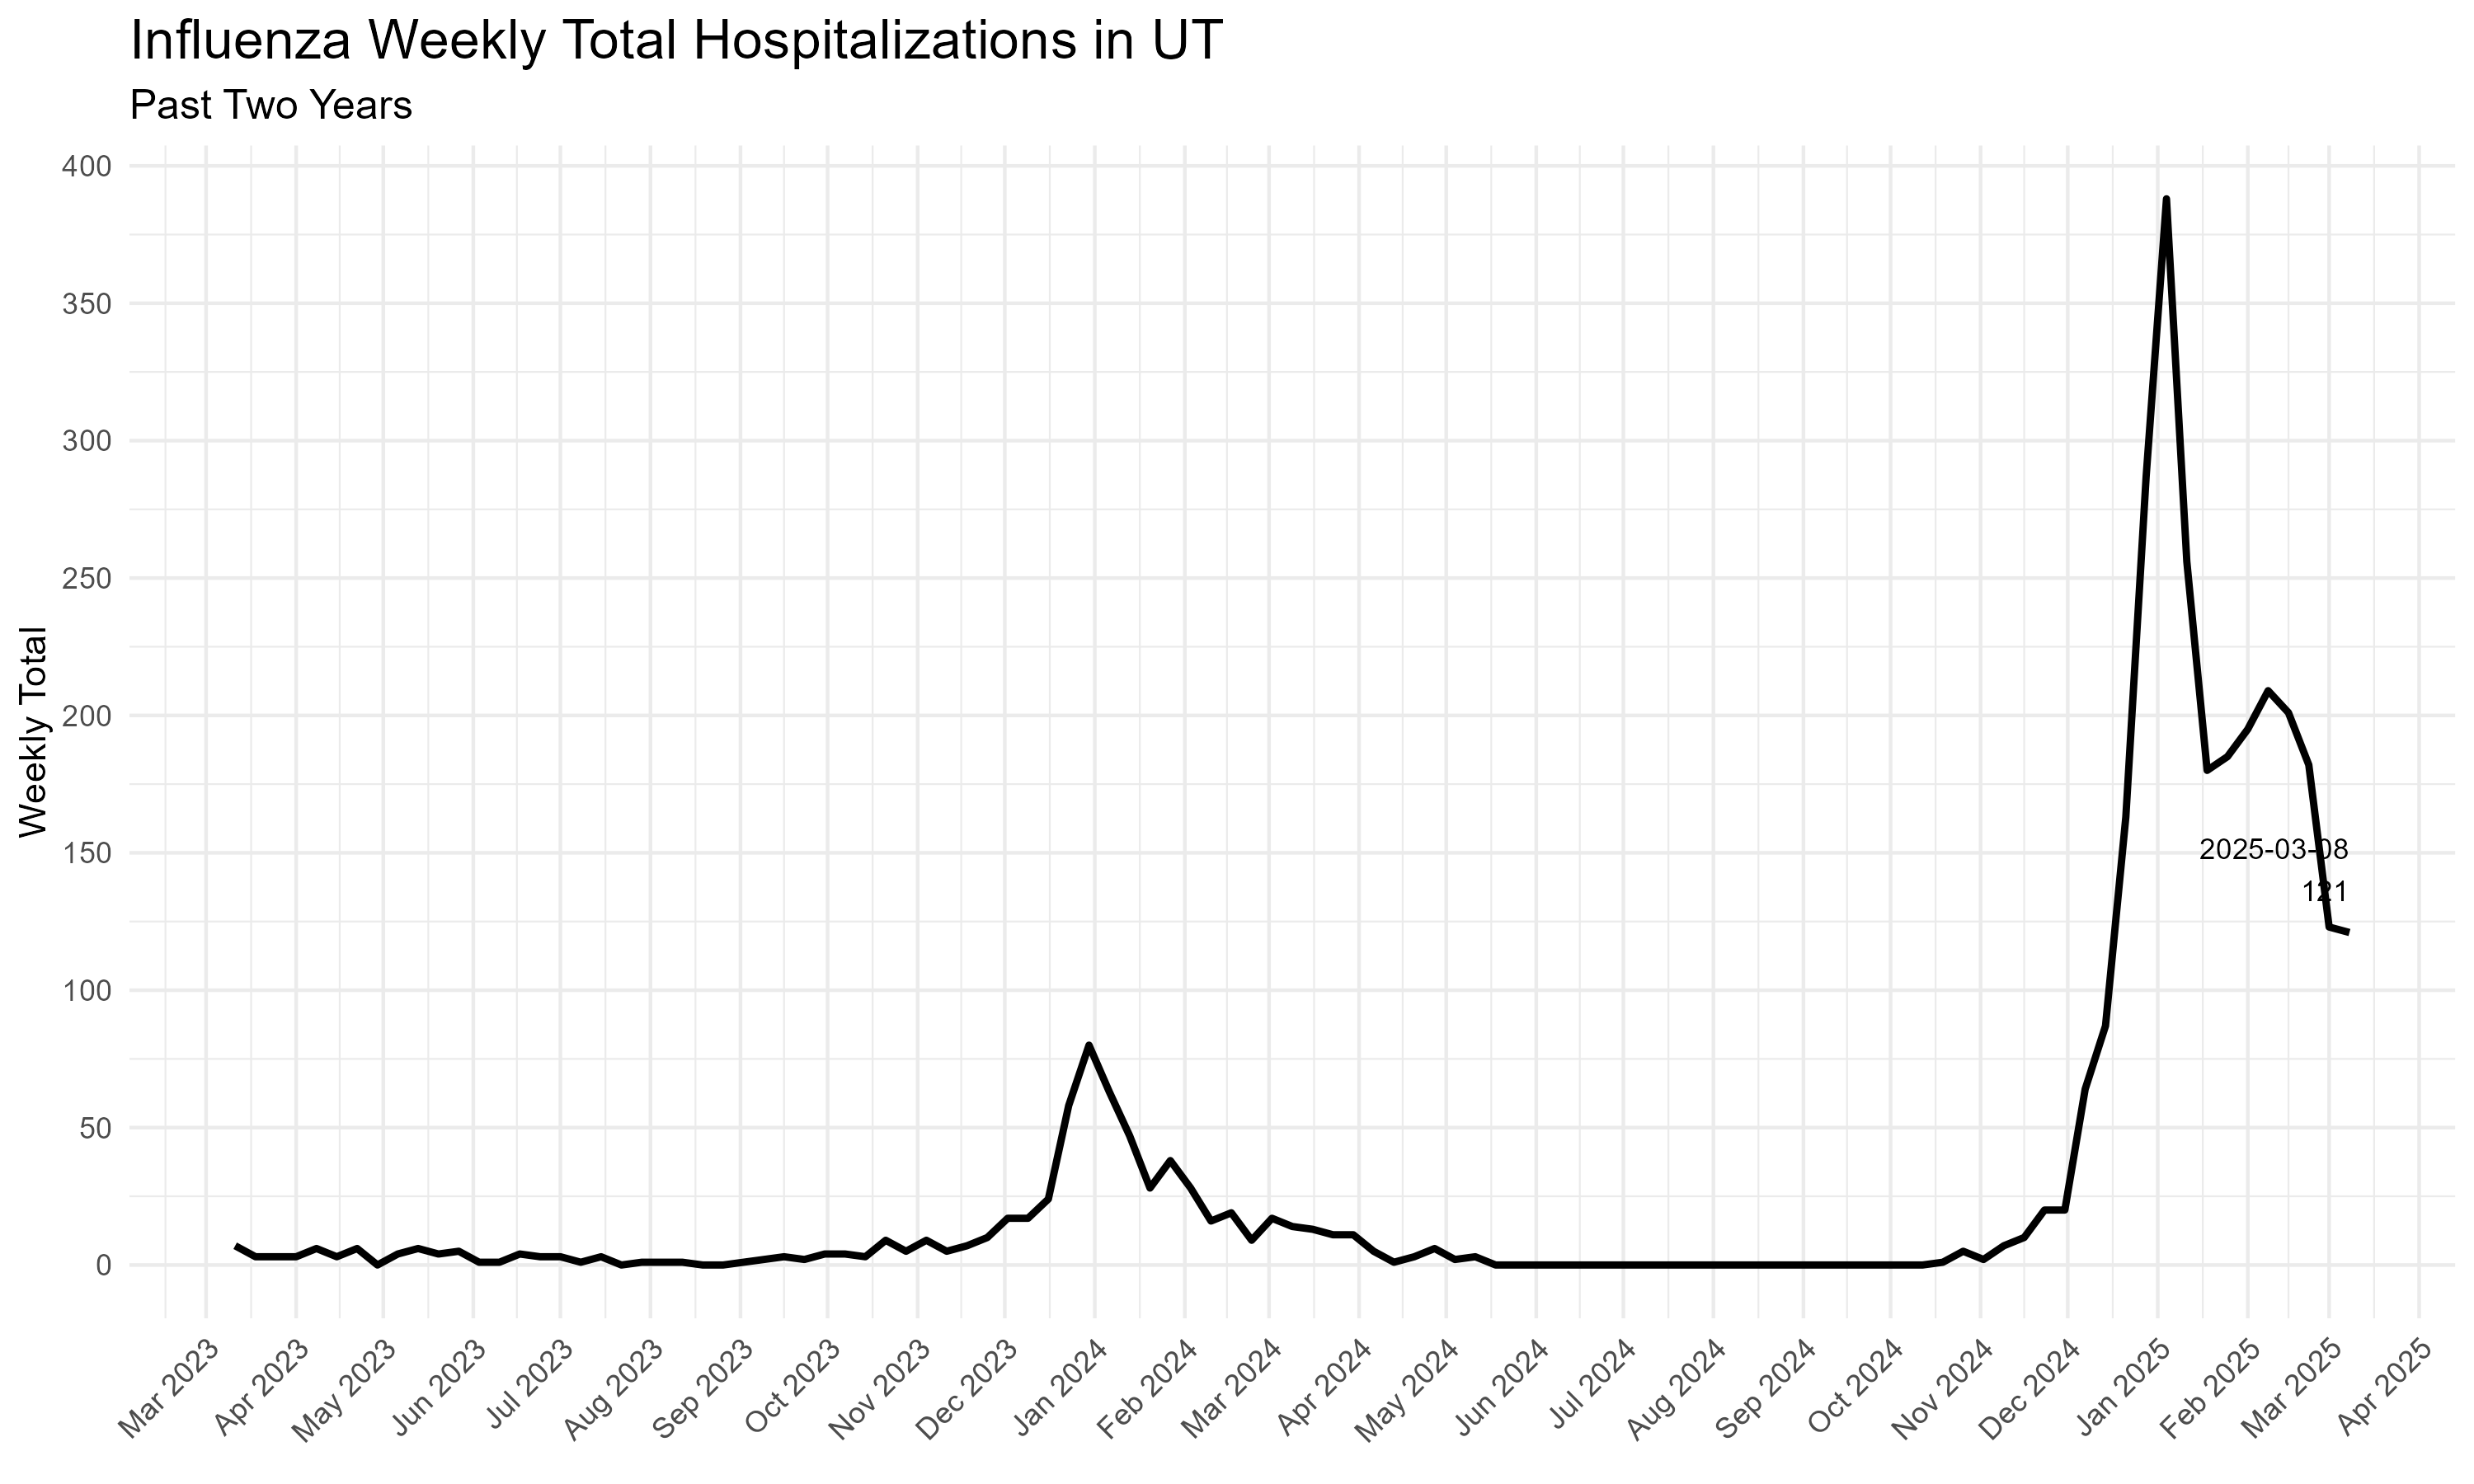 Influenza Weekly Total Hospitalizations in UT
Past Two Years
Weekly Total
400
350
300
250
200
150
100
50
0
2025-03-08
121
Mar 2023
Apr 2023
May 2023
Jun 2023
Jul 2023
Aug 2023
Sep 2023
Oct 2023
Nov 2023
Dec 2023
Jan 2024
Feb 2024
Mar 2024
Apr 2024
May 2024
Jun 2024
Jul 2024
Aug 2024
Sep 2024
Oct 2024
Nov 2024
Dec 2024
Jan 2025
Feb 2025
Mar 2025
Apr 2025